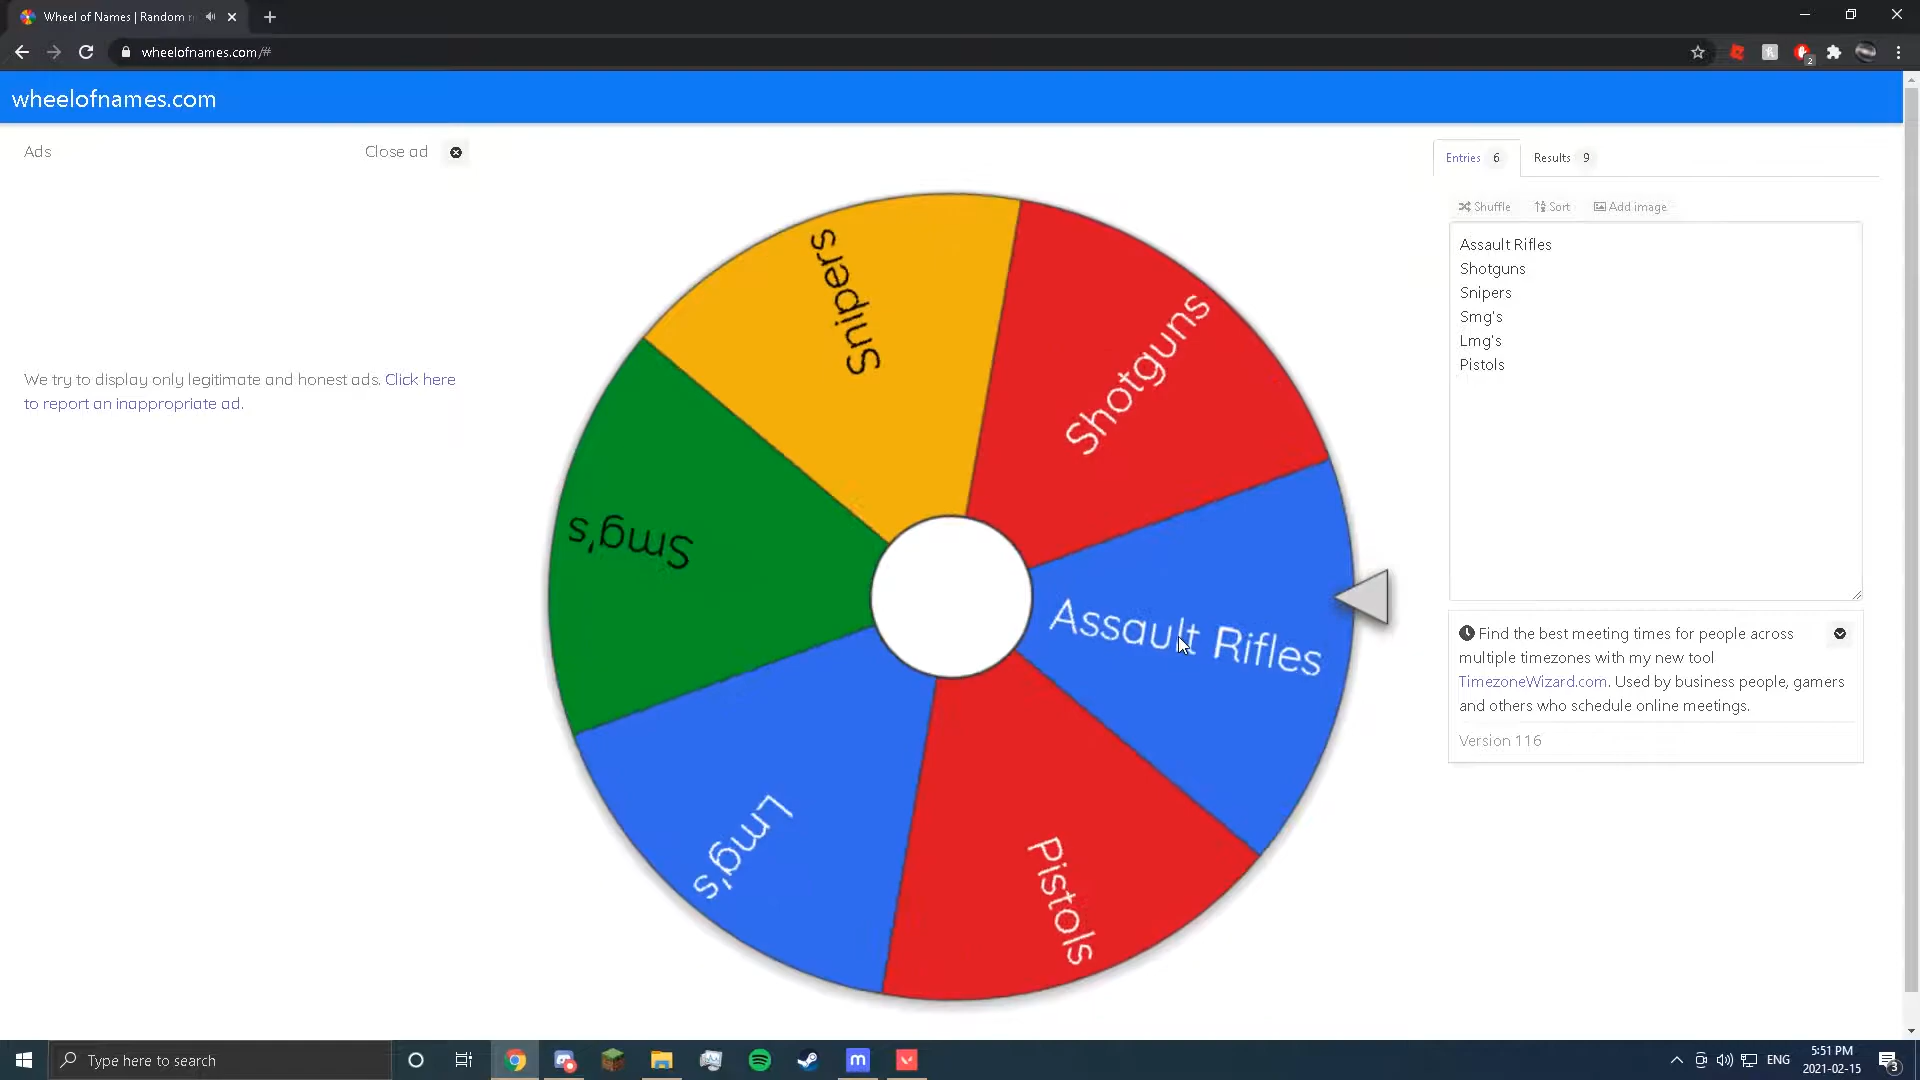 Wheel of Names | Random n
wheelofnames.com/#
2
wheelofnames.com
Ads
Close ad
Entries 6
Results 9
Shuffle
Sort
Add image
Assault Rifles
Shotguns
Snipers
Smg's
Lmg's
Pistols
We try to display only legitimate and honest ads. Click here
to report an inappropriate ad.
Snipers
Shotguns
Smg's
Assault Rifles
Lmg's
Pistols
Find the best meeting times for people across
multiple timezones with my new tool
TimezoneWizard.com. Used by business people, gamers
and others who schedule online meetings.
Version 116
Type here to search
m
ENG
5:51 PM
2021-02-15
3